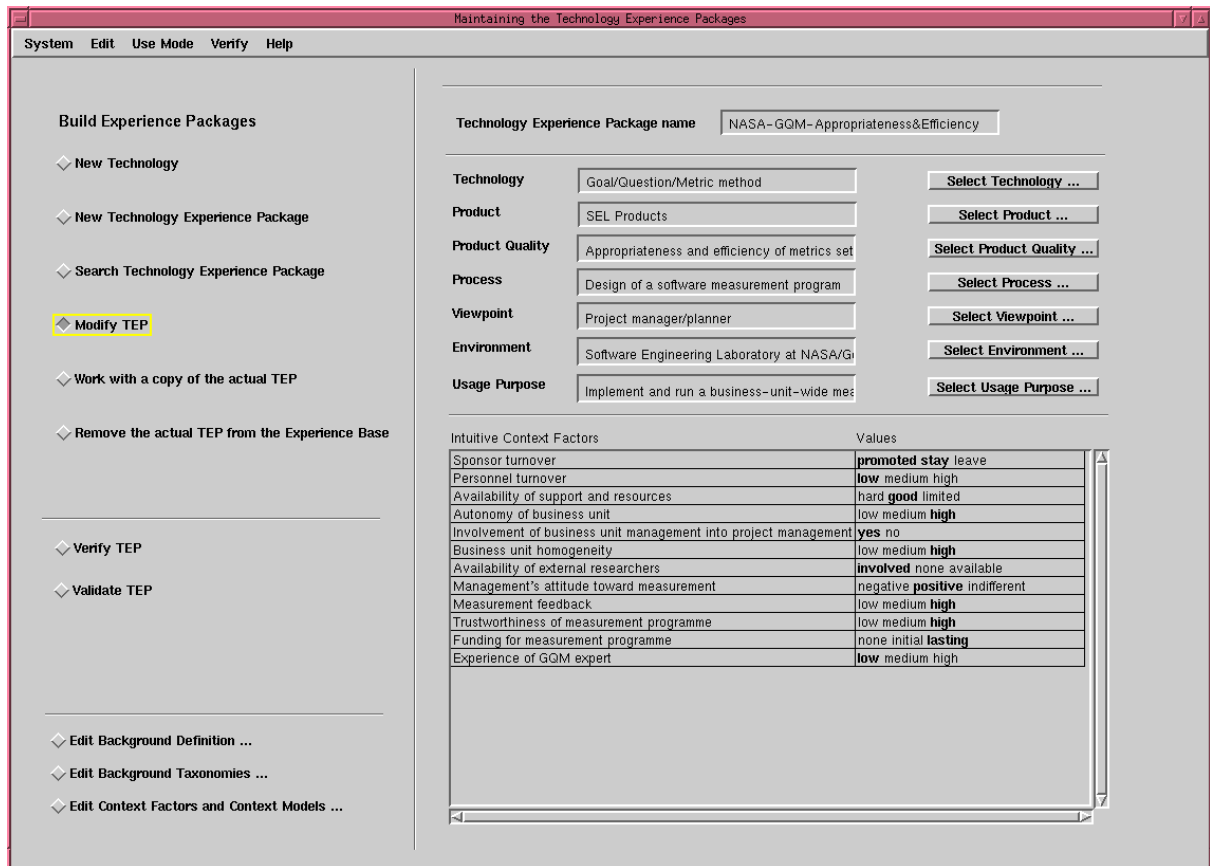 Maintaining the Technology Experience Packages
System Edit Use Mode Verify Help
Build Experience Packages
New Technology
New Technology Experience Package
Search Technology Experience Package
Modify TEP
Work with a copy of the actual TEP
Remove the actual TEP from the Experience Base
Verify TEP
Validate TEP
Edit Background Definition ...
Edit Background Taxonomies ...
Edit Context Factors and Context Models ...
Technology Experience Package name NASA-GQM-Appropriateness&Efficiency
Technology Goal/Question/Metric method Select Technology ...
Product SEL Products Select Product ...
Product Quality Appropriateness and efficiency of metrics set Select Product Quality ...
Process Design of a software measurement program Select Process ...
Viewpoint Project manager/planner Select Viewpoint ...
Environment Software Engineering Laboratory at NASA/G Select Environment ...
Usage Purpose Implement and run a business-unit-wide mea Select Usage Purpose ...
Intuitive Context Factors Values
Sponsor turnover promoted stay leave
Personnel turnover low medium high
Availability of support and resources hard good limited
Autonomy of business unit low medium high
Involvement of business unit management into project management yes no
Business unit homogeneity low medium high
Availability of external researchers involved none available
Management's attitude toward measurement negative positive indifferent
Measurement feedback low medium high
Trustworthiness of measurement programme low medium high
Funding for measurement programme none initial lasting
Experience of GQM expert low medium high